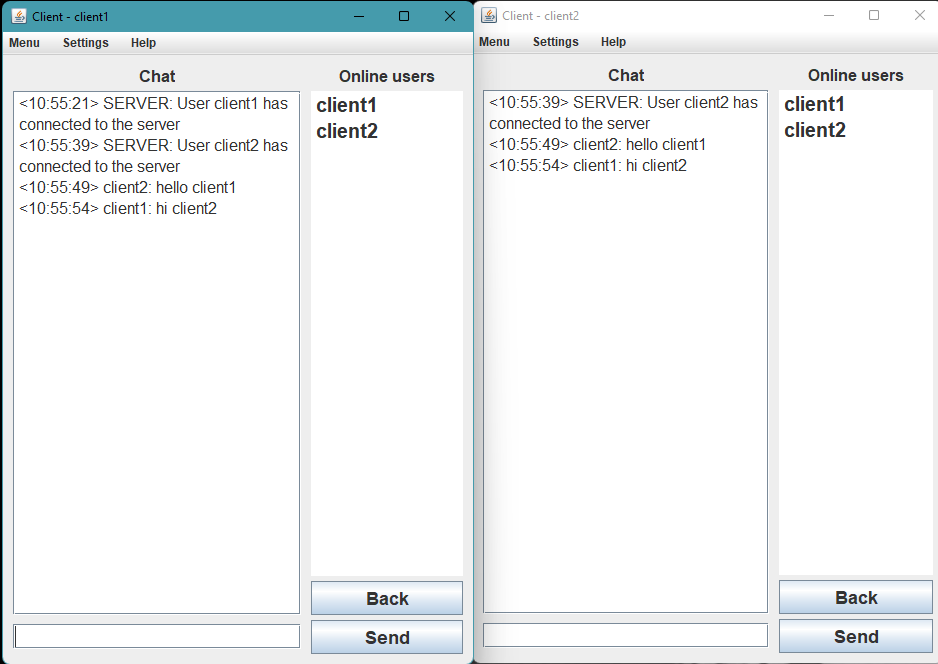 Client - client1
Menu Settings Help
Chat
Online users
<10:55:21> SERVER: User client1 has
connected to the server
<10:55:39> SERVER: User client2 has
connected to the server
<10:55:49> client2: hello client1
<10:55:54> client1: hi client2
client1
client2
Back
Send
Client - client2
Menu Settings Help
Chat
Online users
<10:55:39> SERVER: User client2 has
connected to the server
<10:55:49> client2: hello client1
<10:55:54> client1: hi client2
client1
client2
Back
Send